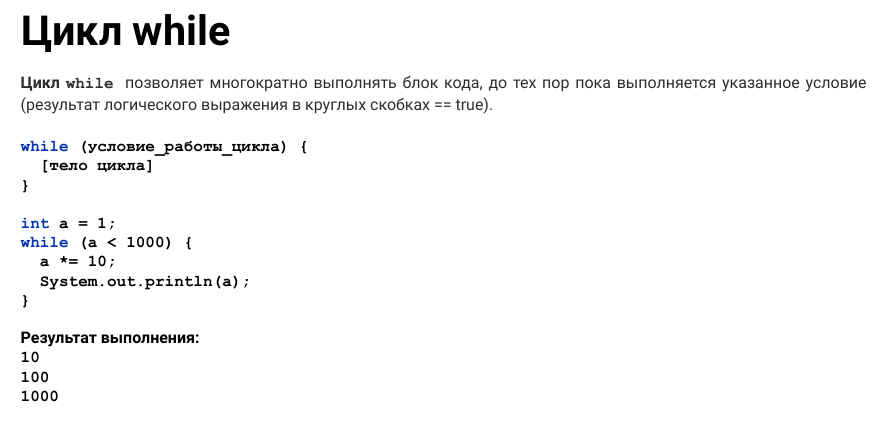 Цикл while
Цикл while позволяет многократно выполнять блок кода, до тех пор пока выполняется указанное условие
(результат логического выражения в круглых скобках == true).
while (условие_работы_цикла) {
  [тело цикла]
}
int a = 1;
while (a < 1000) {
  a *= 10;
  System.out.println(a);
}
Результат выполнения:
10
100
1000